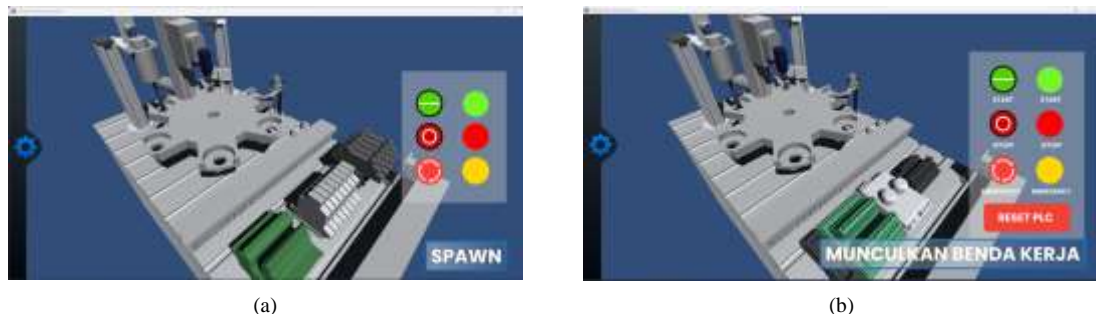 SPAWN
START
START
STOP
STOP
RESET PLC
MUNCULKAN BENDA KERJA
(a)
(b)